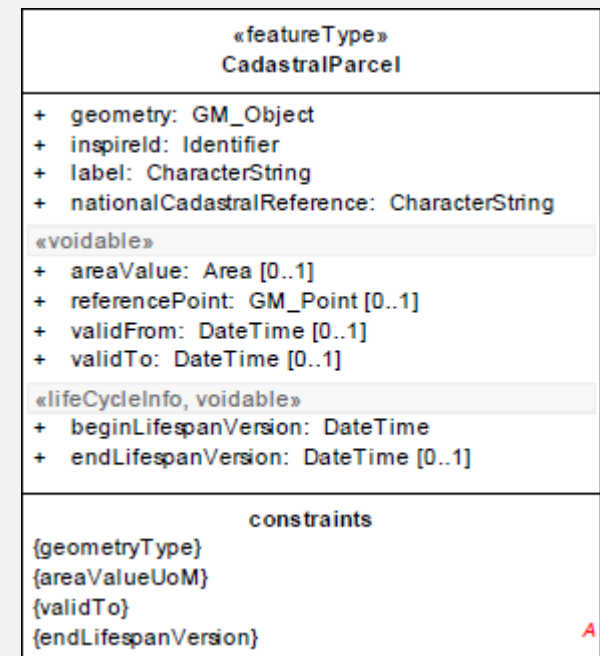 «featureType»
CadastralParcel
+ geometry: GM_Object
+ inspireId: Identifier
+ label: CharacterString
+ nationalCadastralReference: CharacterString
«voidable»
+ areaValue: Area [0..1]
+ referencePoint: GM_Point [0..1]
+ validFrom: DateTime [0..1]
+ validTo: DateTime [0..1]
«lifeCycleInfo, voidable»
+ beginLifespanVersion: DateTime
+ endLifespanVersion: DateTime [0..1]
constraints
{geometryType}
{areaValueUoM}
{validTo}
{endLifespanVersion}
A